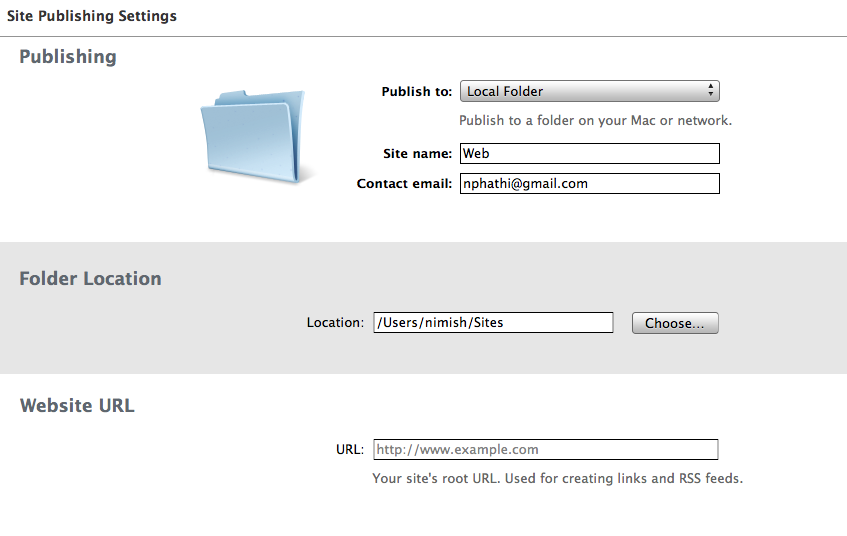 Site Publishing Settings
Publishing
Publish to: Local Folder
Publish to a folder on your Mac or network.
Site name: Web
Contact email: nphathi@gmail.com
Folder Location
Location: /Users/nimish/Sites Choose...
Website URL
URL: http://www.example.com
Your site's root URL. Used for creating links and RSS feeds.